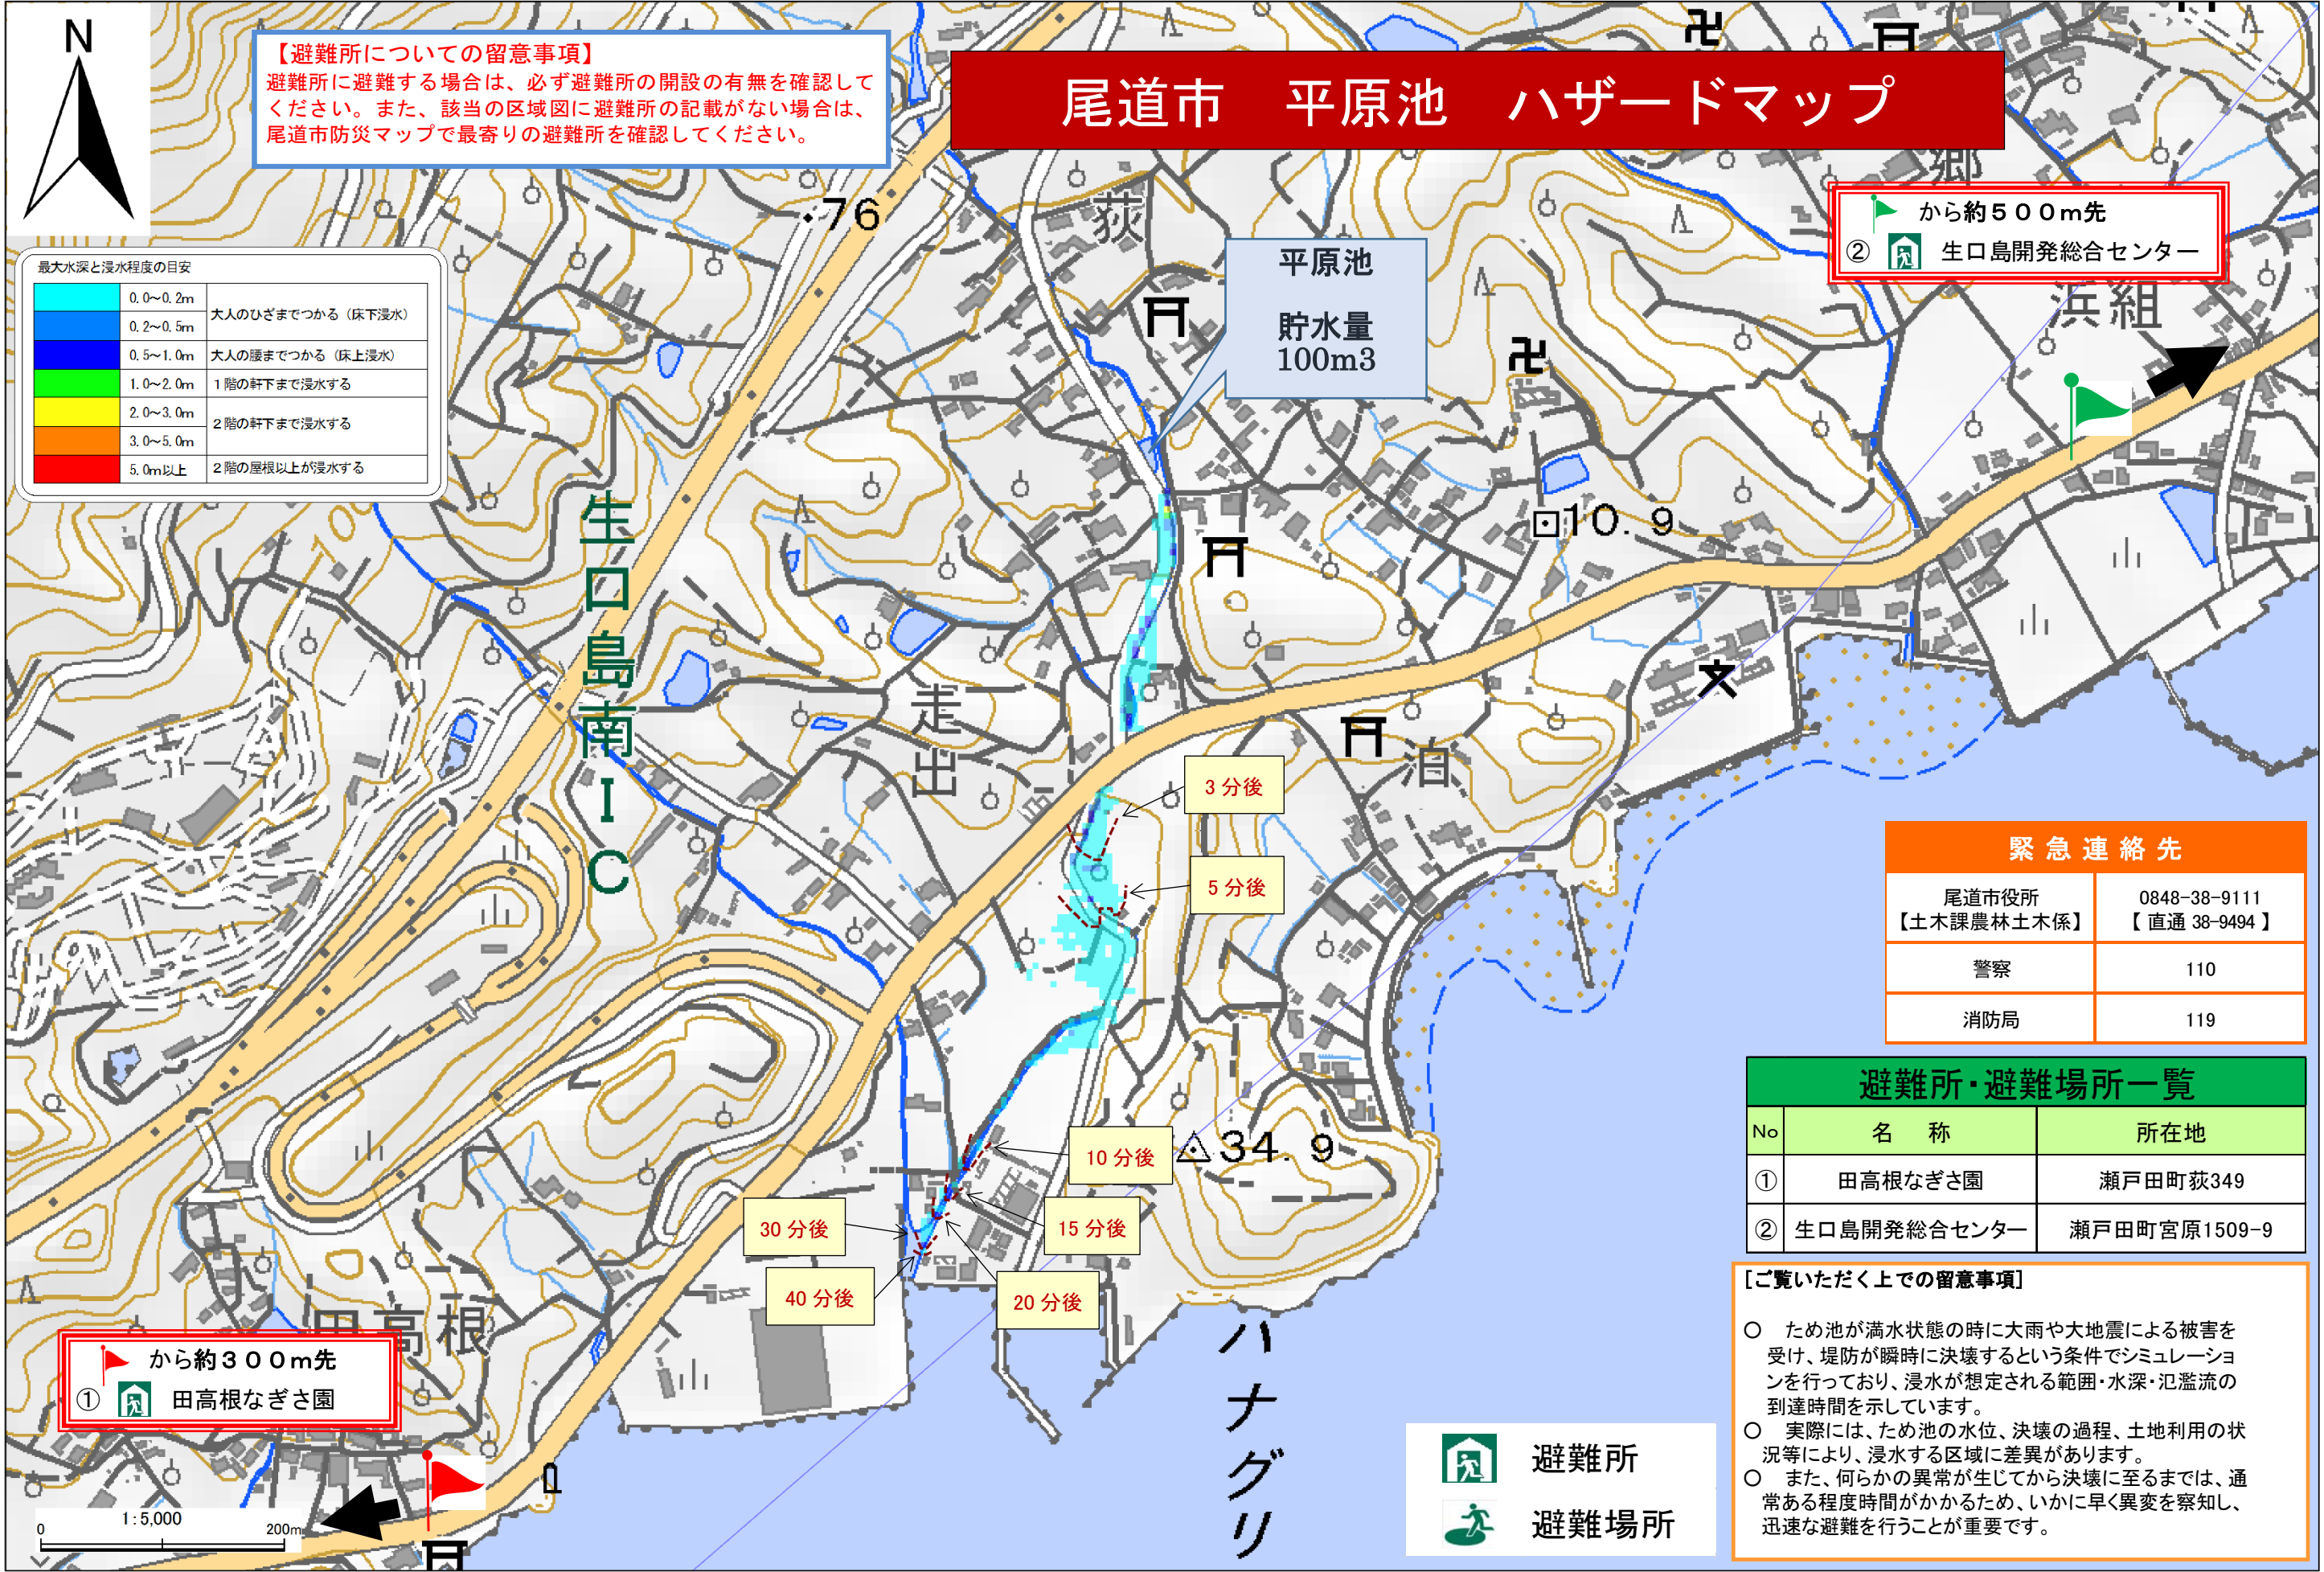 N
【避難所についての留意事項】
避難所に避難する場合は、必ず避難所の開設の有無を確認して
ください。また、該当の区域図に避難所の記載がない場合は、
尾道市防災マップで最寄りの避難所を確認してください。
尾道市　平原池　ハザードマップ
から約５００ｍ先
② 生口島開発総合センター
最大水深と浸水程度の目安
0.0～0.2m
大人のひざまでつかる（床下浸水）
0.2～0.5m
0.5～1.0m 大人の腰までつかる（床上浸水）
1.0～2.0m １階の軒下まで浸水する
2.0～3.0m
２階の軒下まで浸水する
3.0～5.0m
5.0m以上 ２階の屋根以上が浸水する
平原池
貯水量
100m3
76
荻
郷
浜組
10.9
70
生口島南IC
走出
泊
文
34.9
田高根
ハナグリ
3 分後
5 分後
10 分後
15 分後
30 分後
20 分後
40 分後
緊急連絡先
尾道市役所 0848-38-9111
【土木課農林土木係】 【 直通 38-9494 】
警察 110
消防局 119
避難所・避難場所一覧
No 名　称 所在地
① 田高根なぎさ園 瀬戸田町荻349
② 生口島開発総合センター 瀬戸田町宮原1509-9
［ご覧いただく上での留意事項］
○　ため池が満水状態の時に大雨や大地震による被害を
受け、堤防が瞬時に決壊するという条件でシミュレーショ
ンを行っており、浸水が想定される範囲・水深・氾濫流の
到達時間を示しています。
○　実際には、ため池の水位、決壊の過程、土地利用の状
況等により、浸水する区域に差異があります。
○　また、何らかの異常が生じてから決壊に至るまでは、通
常ある程度時間がかかるため、いかに早く異変を察知し、
迅速な避難を行うことが重要です。
から約３００ｍ先
① 田高根なぎさ園
避難所
避難場所
1:5,000
0 200m